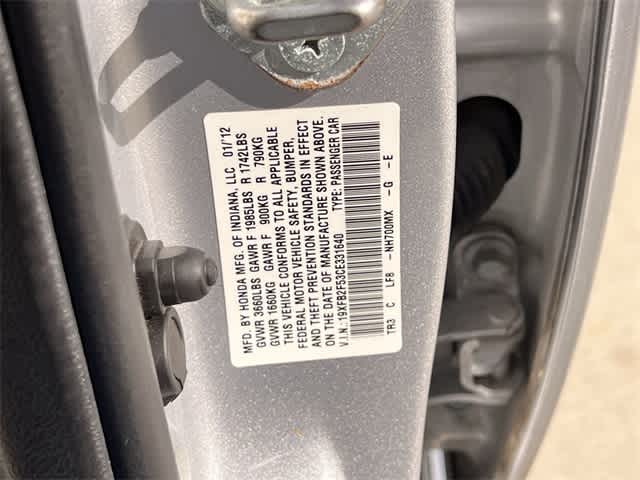 MFD. BY HONDA MFG. OF INDIANA, LLC 01/12
GVWR 3660LBS GAWR F 1985LBS R 1742LBS
GVWR 1660KG GAWR F 900KG R 790KG
THIS VEHICLE CONFORMS TO ALL APPLICABLE
FEDERAL MOTOR VEHICLE SAFETY, BUMPER,
AND THEFT PREVENTION STANDARDS IN EFFECT
ON THE DATE OF MANUFACTURE SHOWN ABOVE.
V.I.N.: 19XFB2F53CE331640 TYPE: PASSENGER CAR
TR3 C LF8 -NH700MX -G -E